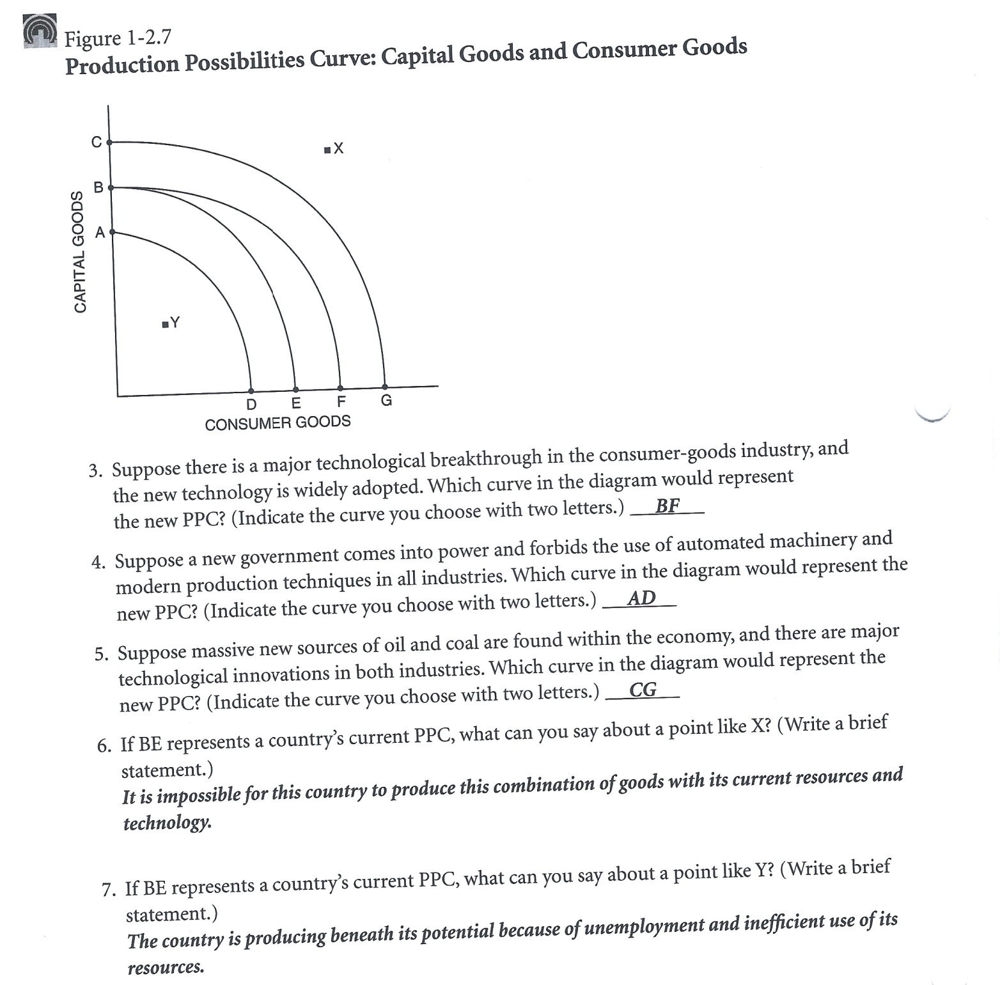 Figure 1-2.7
Production Possibilities Curve: Capital Goods and Consumer Goods
C
X
B
A
CAPITAL GOODS
Y
D E F G
CONSUMER GOODS
3. Suppose there is a major technological breakthrough in the consumer-goods industry, and
the new technology is widely adopted. Which curve in the diagram would represent
the new PPC? (Indicate the curve you choose with two letters.) BF
4. Suppose a new government comes into power and forbids the use of automated machinery and
modern production techniques in all industries. Which curve in the diagram would represent the
new PPC? (Indicate the curve you choose with two letters.) AD
5. Suppose massive new sources of oil and coal are found within the economy, and there are major
technological innovations in both industries. Which curve in the diagram would represent the
new PPC? (Indicate the curve you choose with two letters.) CG
6. If BE represents a country's current PPC, what can you say about a point like X? (Write a brief
statement.)
It is impossible for this country to produce this combination of goods with its current resources and
technology.
7. If BE represents a country's current PPC, what can you say about a point like Y? (Write a brief
statement.)
The country is producing beneath its potential because of unemployment and inefficient use of its
resources.